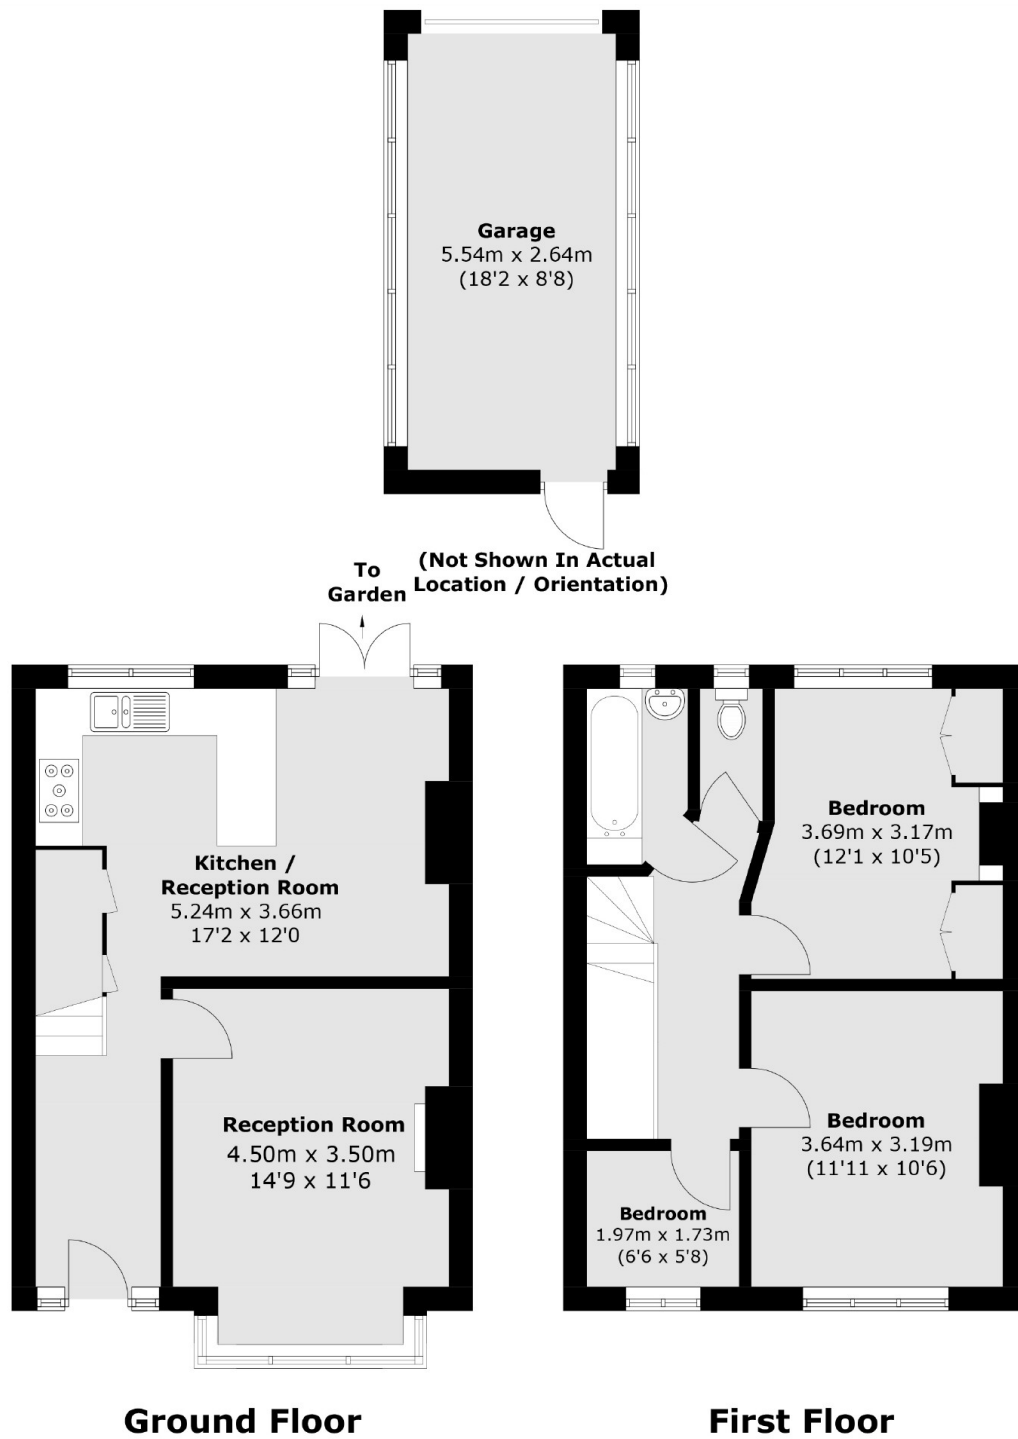 Garage
5.54m x 2.64m
(18'2 x 8'8)
(Not Shown In Actual
Location / Orientation)
To
Garden
Kitchen /
Reception Room
5.24m x 3.66m
17'2 x 12'0
Reception Room
4.50m x 3.50m
14'9 x 11'6
Bedroom
3.69m x 3.17m
(12'1 x 10'5)
Bedroom
3.64m x 3.19m
(11'11 x 10'6)
Bedroom
1.97m x 1.73m
(6'6 x 5'8)
Ground Floor
First Floor